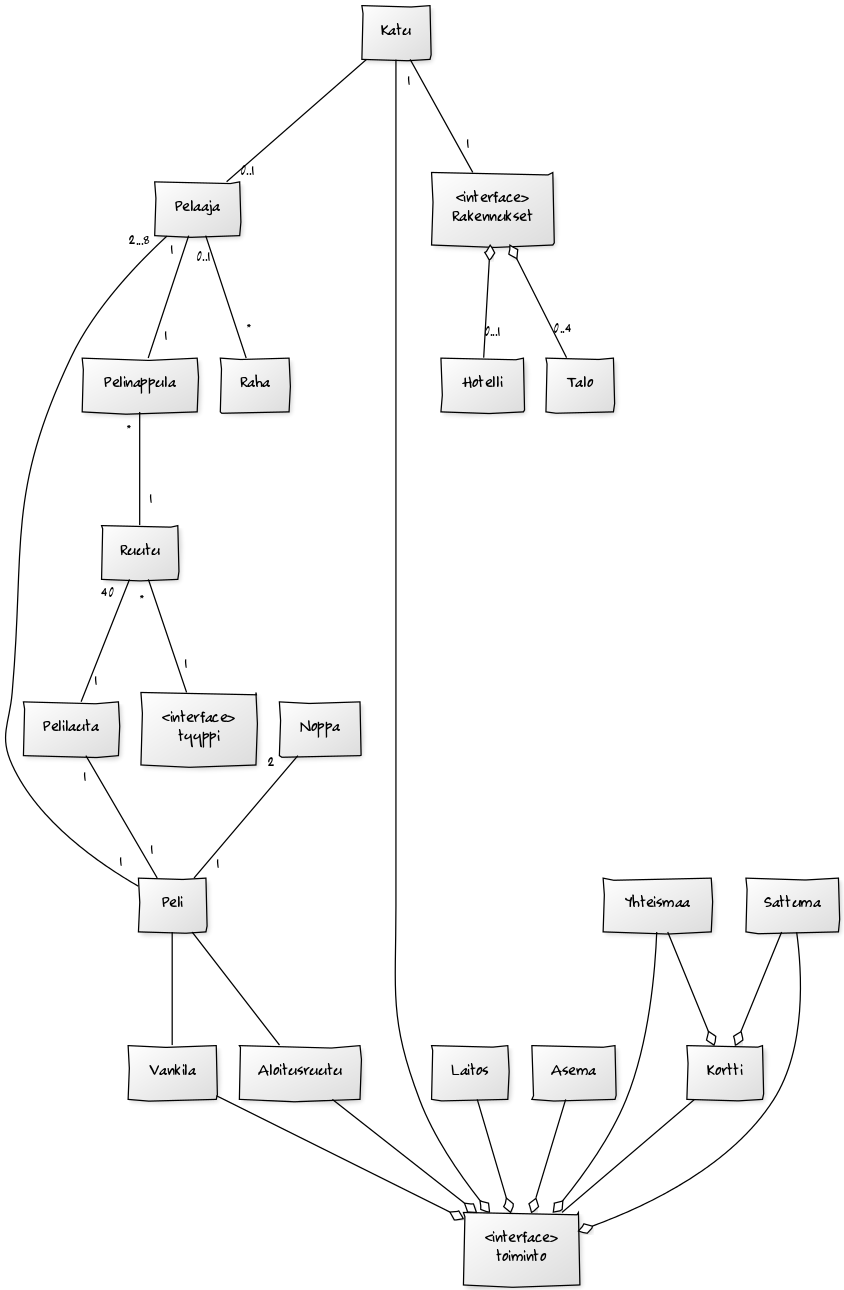 Katu
1
0..1
1
Pelaaja
<interface>
Rakennukset
2...8
1
0..1
1
*
0...1
0..4
Pelinappula
Raha
Hotelli
Talo
*
1
Ruutu
40
*
1
1
Pelilauta
<interface>
tyyppi
Noppa
1
2
1
1
1
Peli
Yhteismaa
Sattuma
Vankila
Aloitusruutu
Laitos
Asema
Kortti
<interface>
toiminto